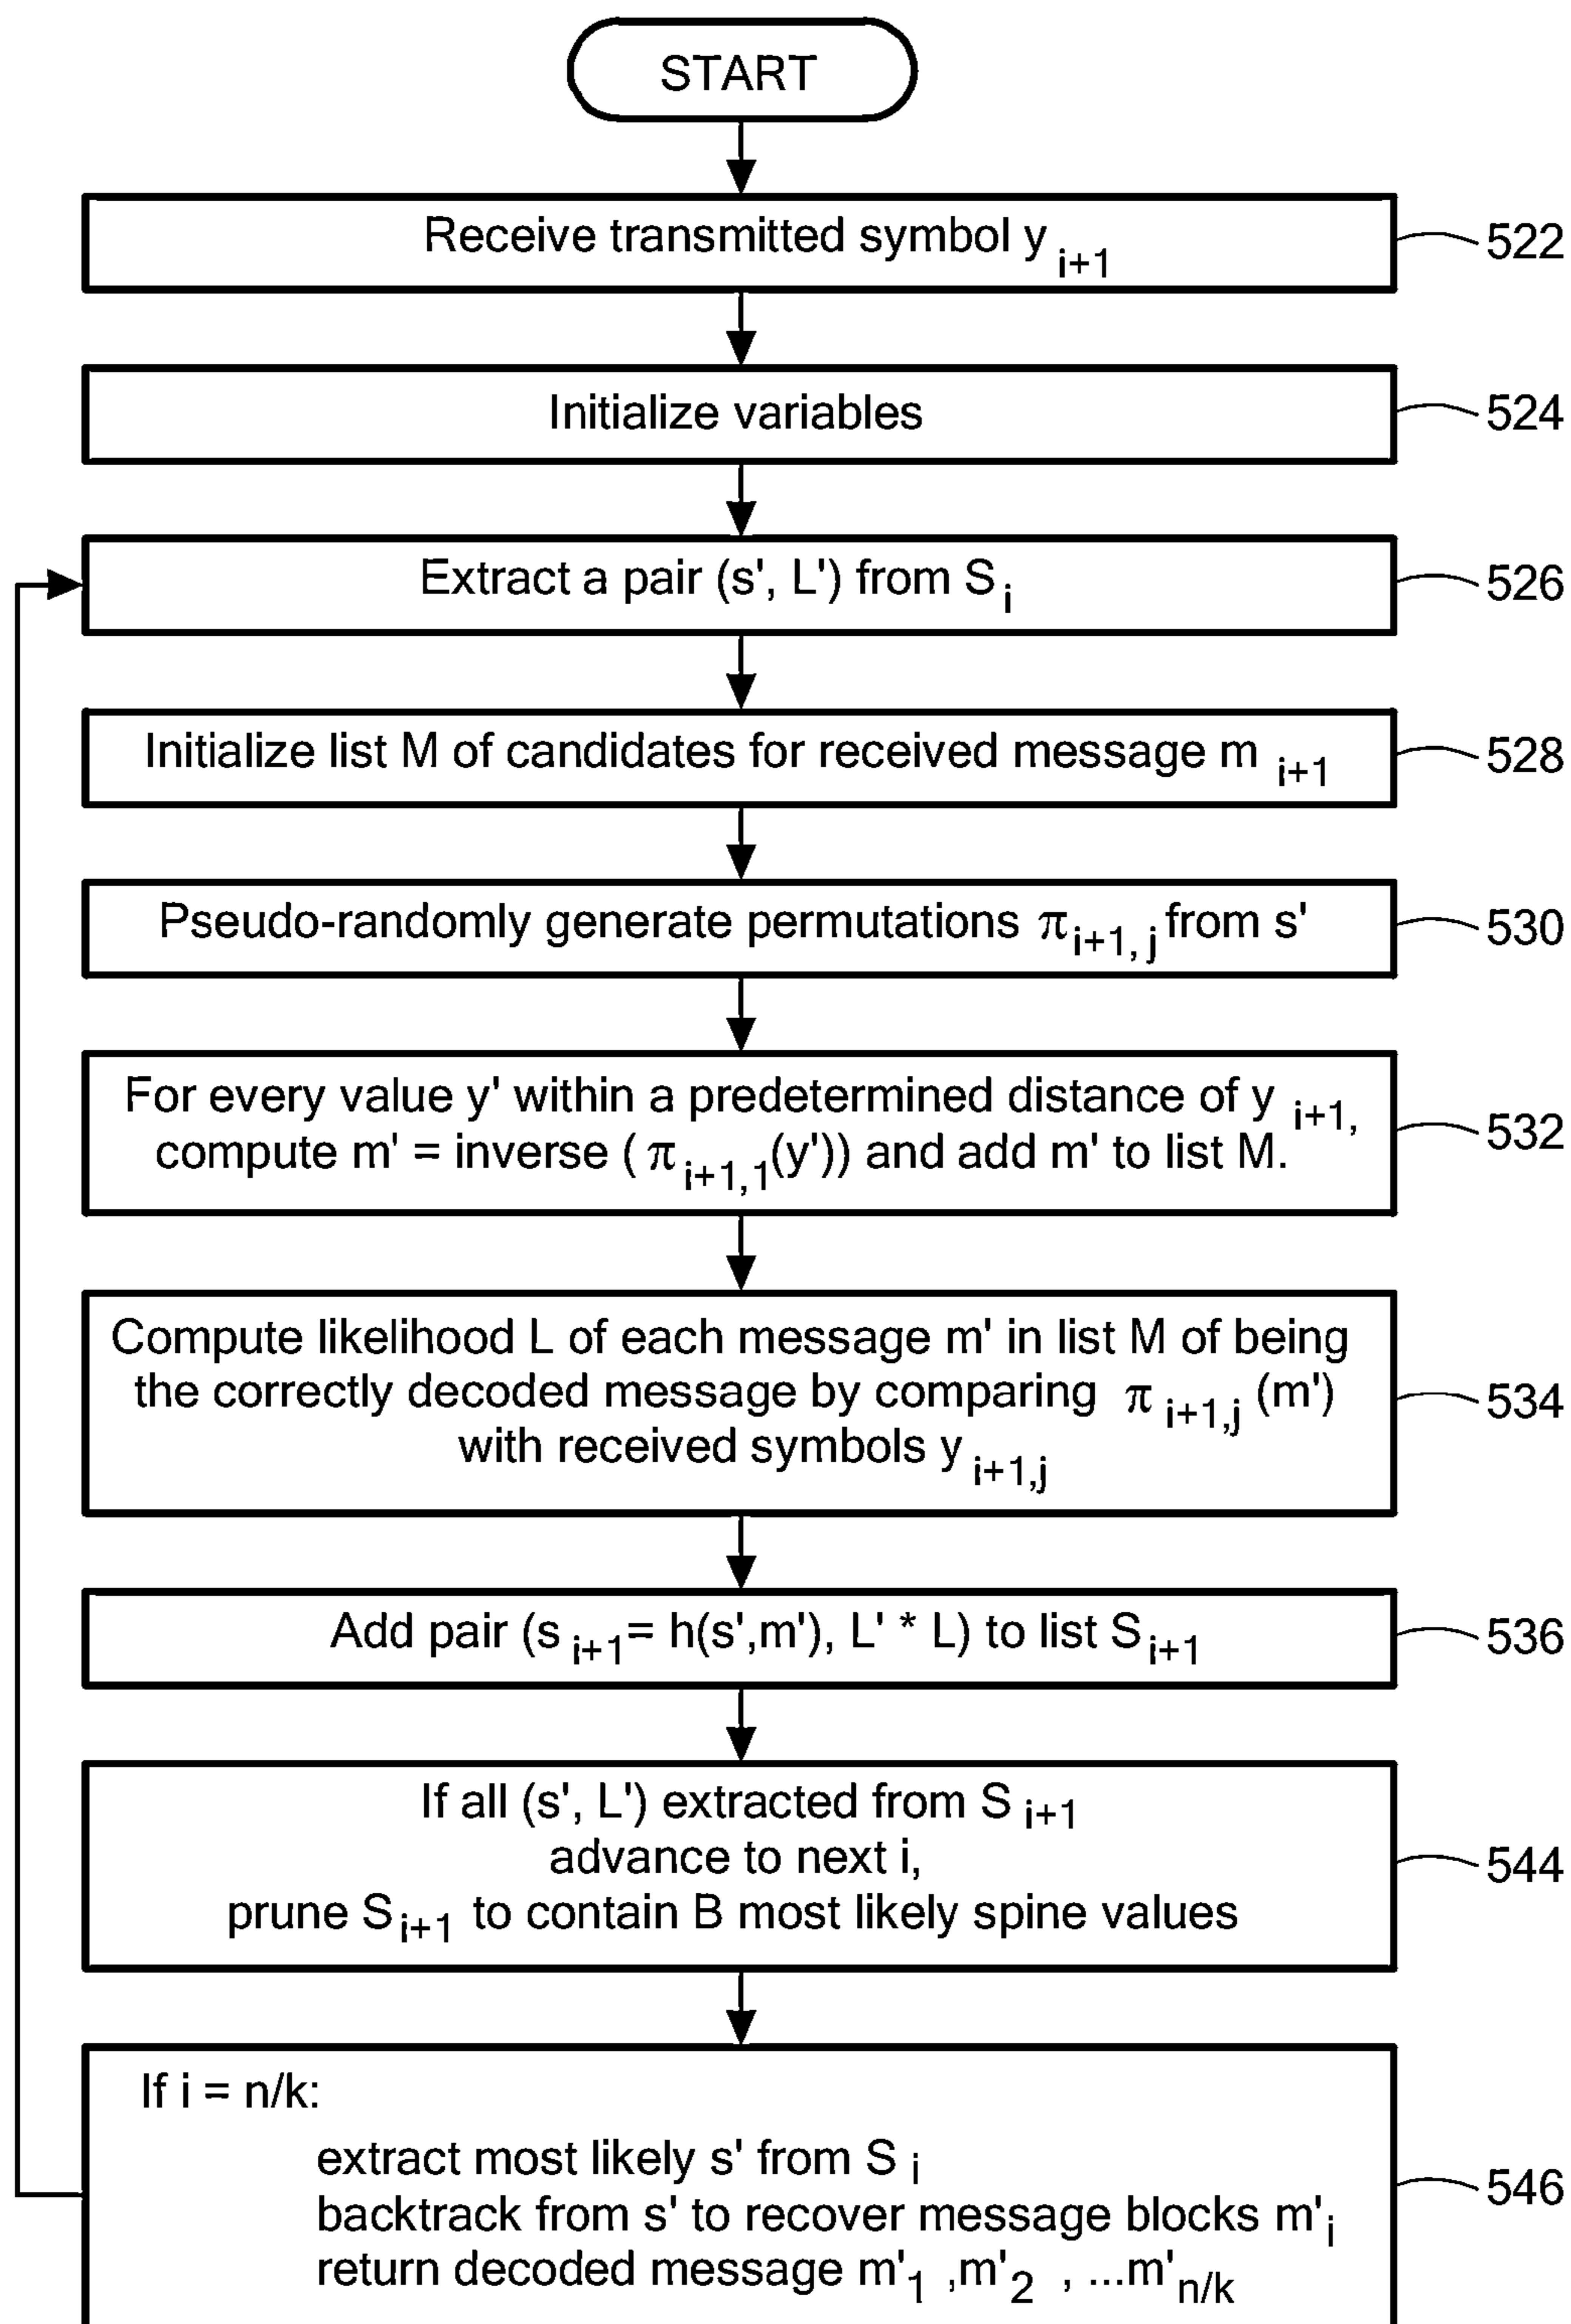 START
Receive transmitted symbol y i+1
522
Initialize variables
524
Extract a pair (s', L') from S i
526
Initialize list M of candidates for received message m i+1
528
Pseudo-randomly generate permutations π i+1, j from s'
530
For every value y' within a predetermined distance of y i+1,
compute m' = inverse ( π i+1,1 (y')) and add m' to list M.
532
Compute likelihood L of each message m' in list M of being
the correctly decoded message by comparing π i+1,j (m')
with received symbols y i+1,j
534
Add pair (s i+1 = h(s',m'), L' * L) to list S i+1
536
If all (s', L') extracted from S i+1
advance to next i,
prune S i+1 to contain B most likely spine values
544
If i = n/k:
extract most likely s' from S i
backtrack from s' to recover message blocks m' i
return decoded message m' 1 ,m' 2 , ...m' n/k
546